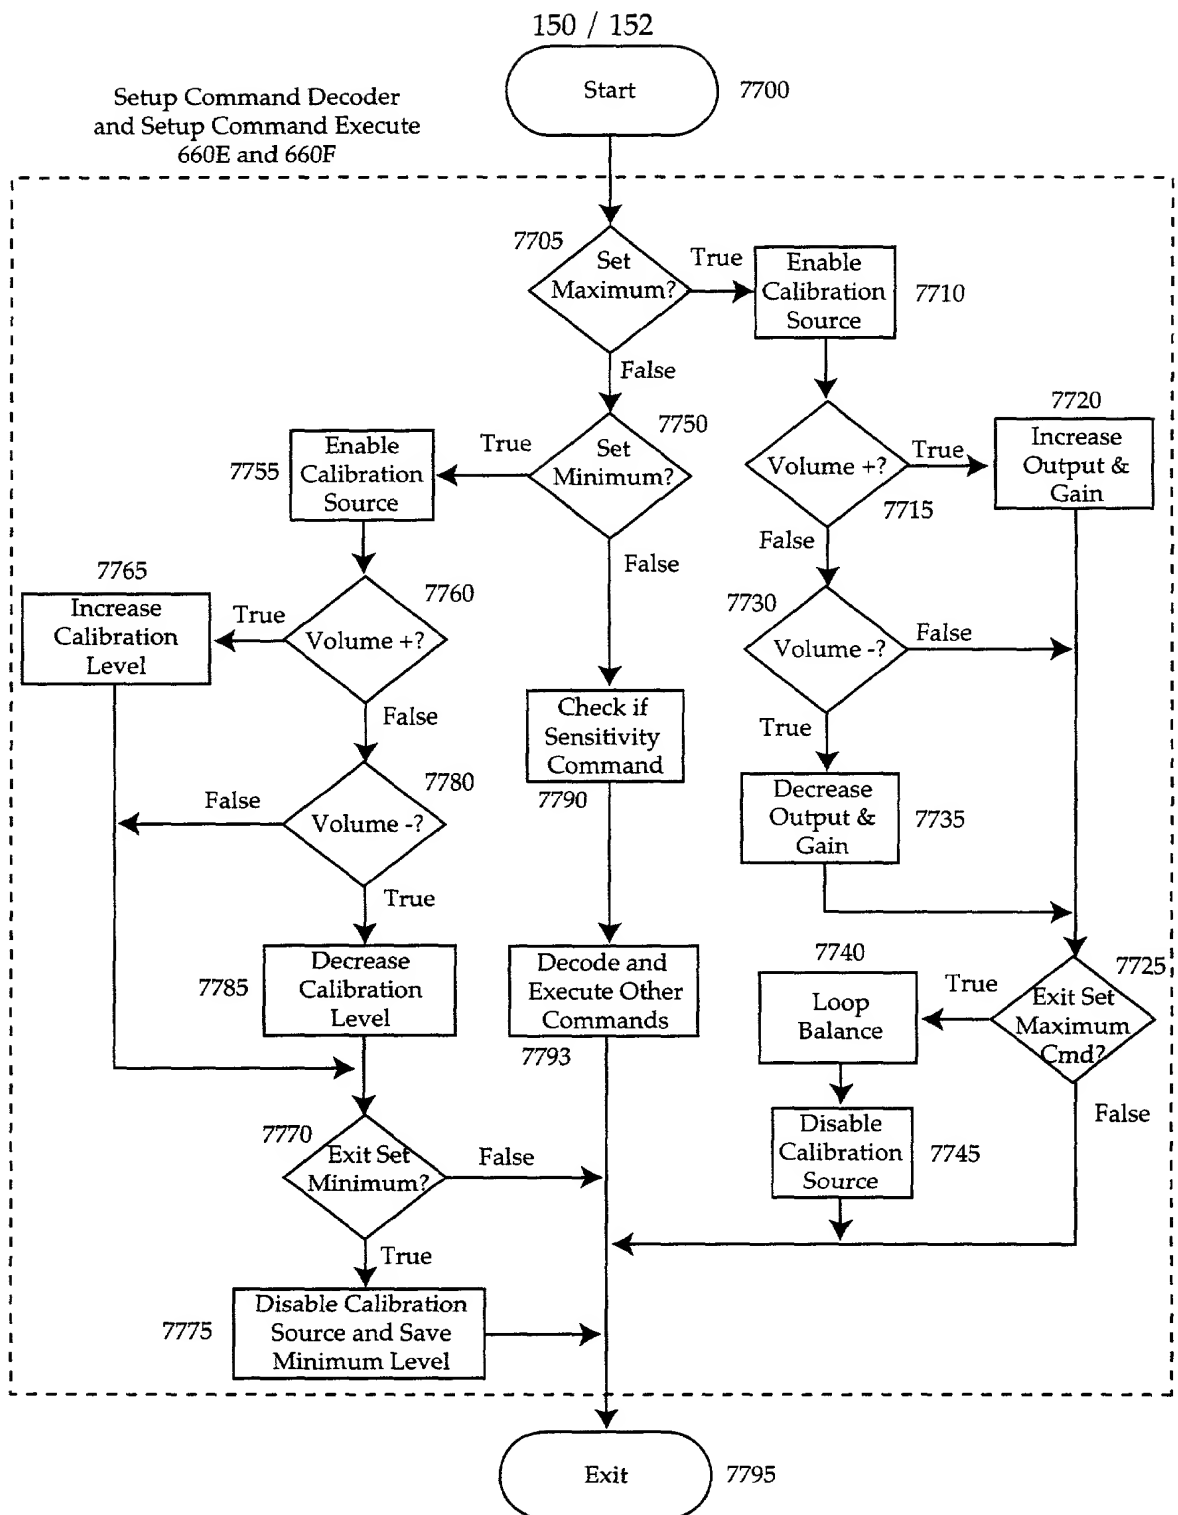 150 / 152
Start
7700
Setup Command Decoder
and Setup Command Execute
660E and 660F
7705
Set
Maximum?
True
Enable
Calibration
Source
7710
False
7750
Set
Minimum?
True
Enable
Calibration
Source
7755
False
Volume +?
7715
True
7720
Increase
Output &
Gain
False
7730
Volume -?
False
True
Decrease
Output &
Gain
7735
7760
Volume +?
True
7765
Increase
Calibration
Level
False
7780
Volume -?
False
True
7785
Decrease
Calibration
Level
Check if
Sensitivity
Command
7790
Decode and
Execute Other
Commands
7793
7725
Exit Set
Maximum
Cmd?
True
7740
Loop
Balance
False
Disable
Calibration
Source
7745
7770
Exit Set
Minimum?
False
True
7775
Disable Calibration
Source and Save
Minimum Level
Exit
7795